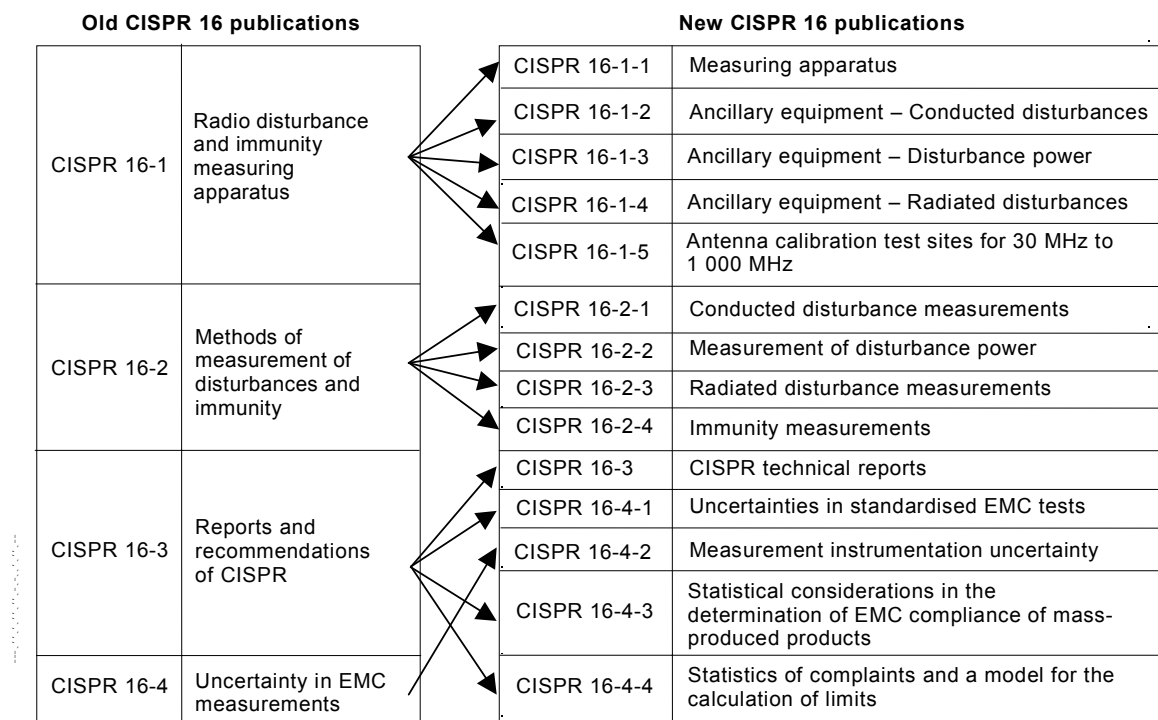 Old CISPR 16 publications
New CISPR 16 publications
CISPR 16-1
Radio disturbance
and immunity
measuring
apparatus
CISPR 16-2
Methods of
measurement of
disturbances and
immunity
CISPR 16-3
Reports and
recommendations
of CISPR
CISPR 16-4
Uncertainty in EMC
measurements
CISPR 16-1-1 Measuring apparatus
CISPR 16-1-2 Ancillary equipment – Conducted disturbances
CISPR 16-1-3 Ancillary equipment – Disturbance power
CISPR 16-1-4 Ancillary equipment – Radiated disturbances
CISPR 16-1-5 Antenna calibration test sites for 30 MHz to
1 000 MHz
CISPR 16-2-1 Conducted disturbance measurements
CISPR 16-2-2 Measurement of disturbance power
CISPR 16-2-3 Radiated disturbance measurements
CISPR 16-2-4 Immunity measurements
CISPR 16-3 CISPR technical reports
CISPR 16-4-1 Uncertainties in standardised EMC tests
CISPR 16-4-2 Measurement instrumentation uncertainty
CISPR 16-4-3
Statistical considerations in the
determination of EMC compliance of mass-
produced products
CISPR 16-4-4
Statistics of complaints and a model for the
calculation of limits